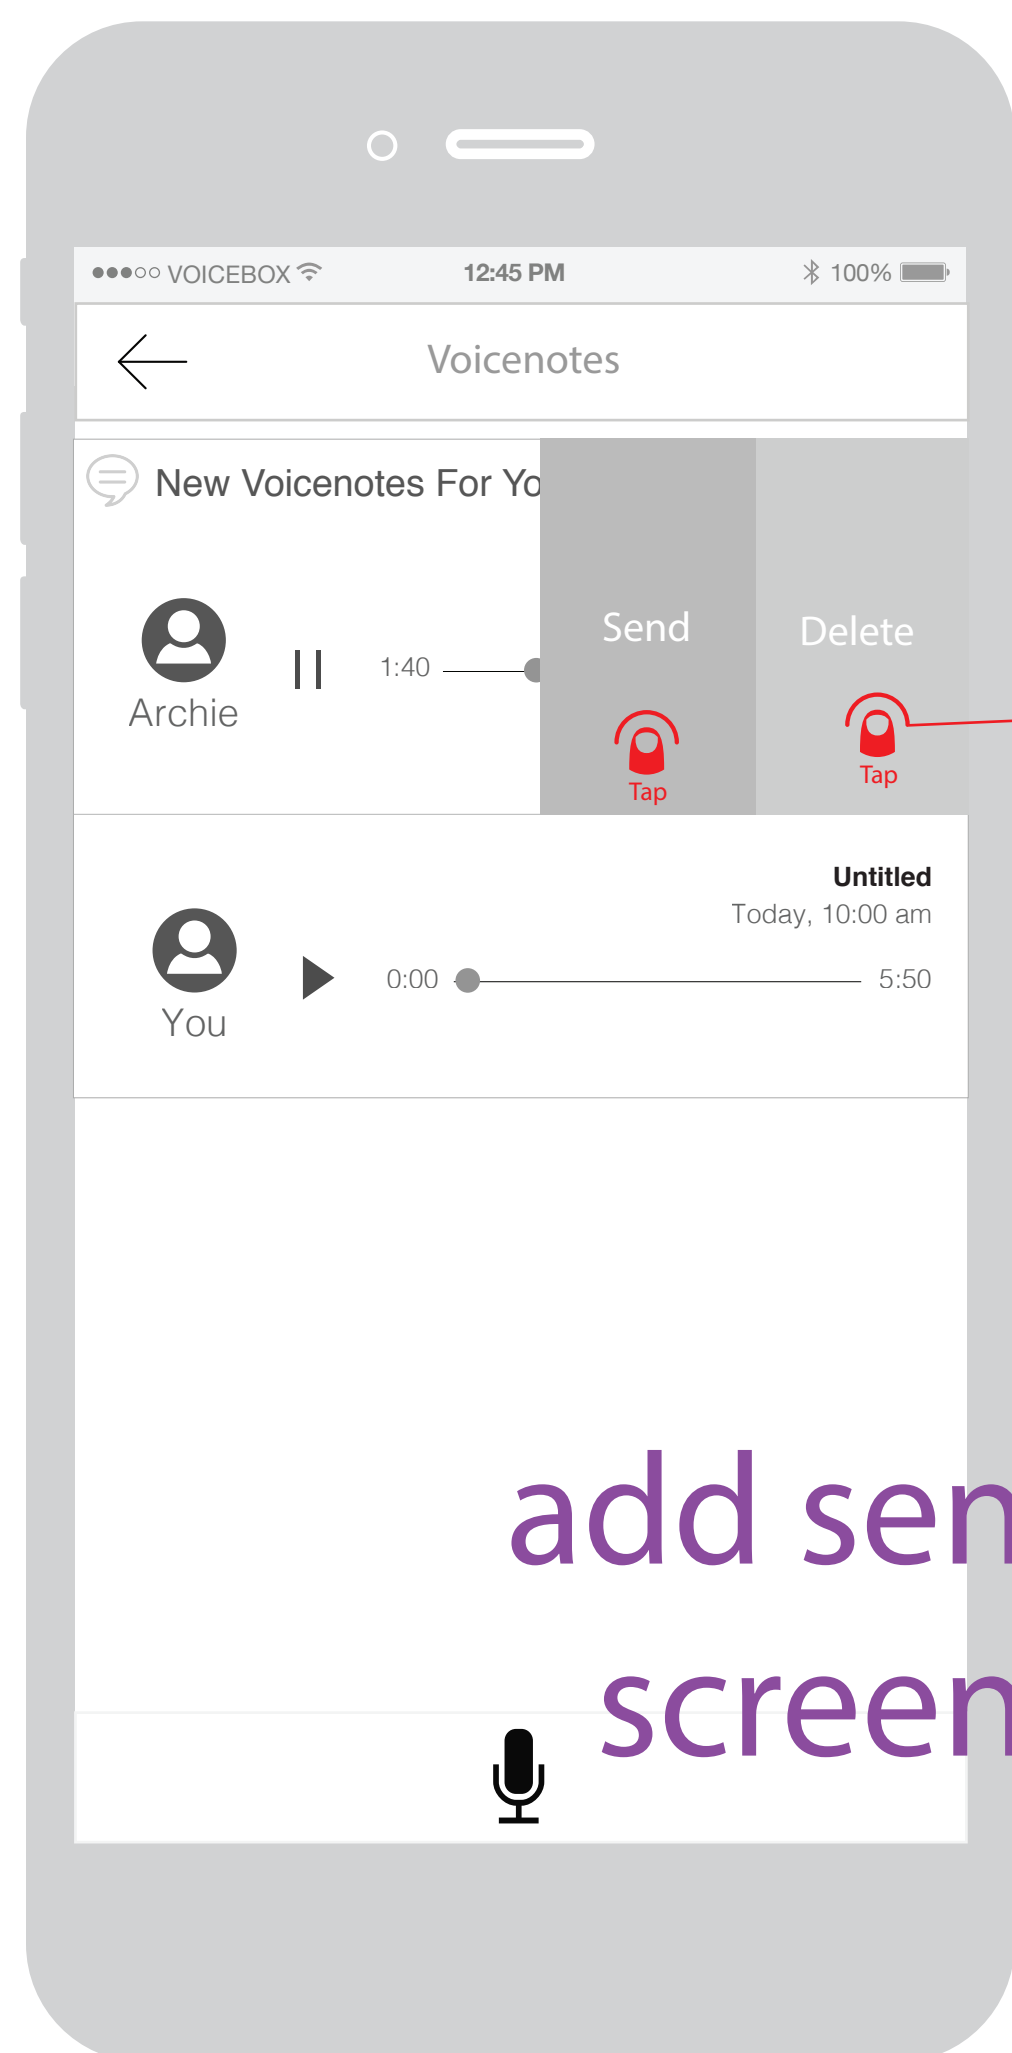 VOICEBOX 12:45 PM 100%
Voicenotes
New Voicenotes For Yo
Send Delete
1:40
Archie
Tap Tap
Untitled
Today, 10:00 am
0:00 5:50
You
add sen
screen